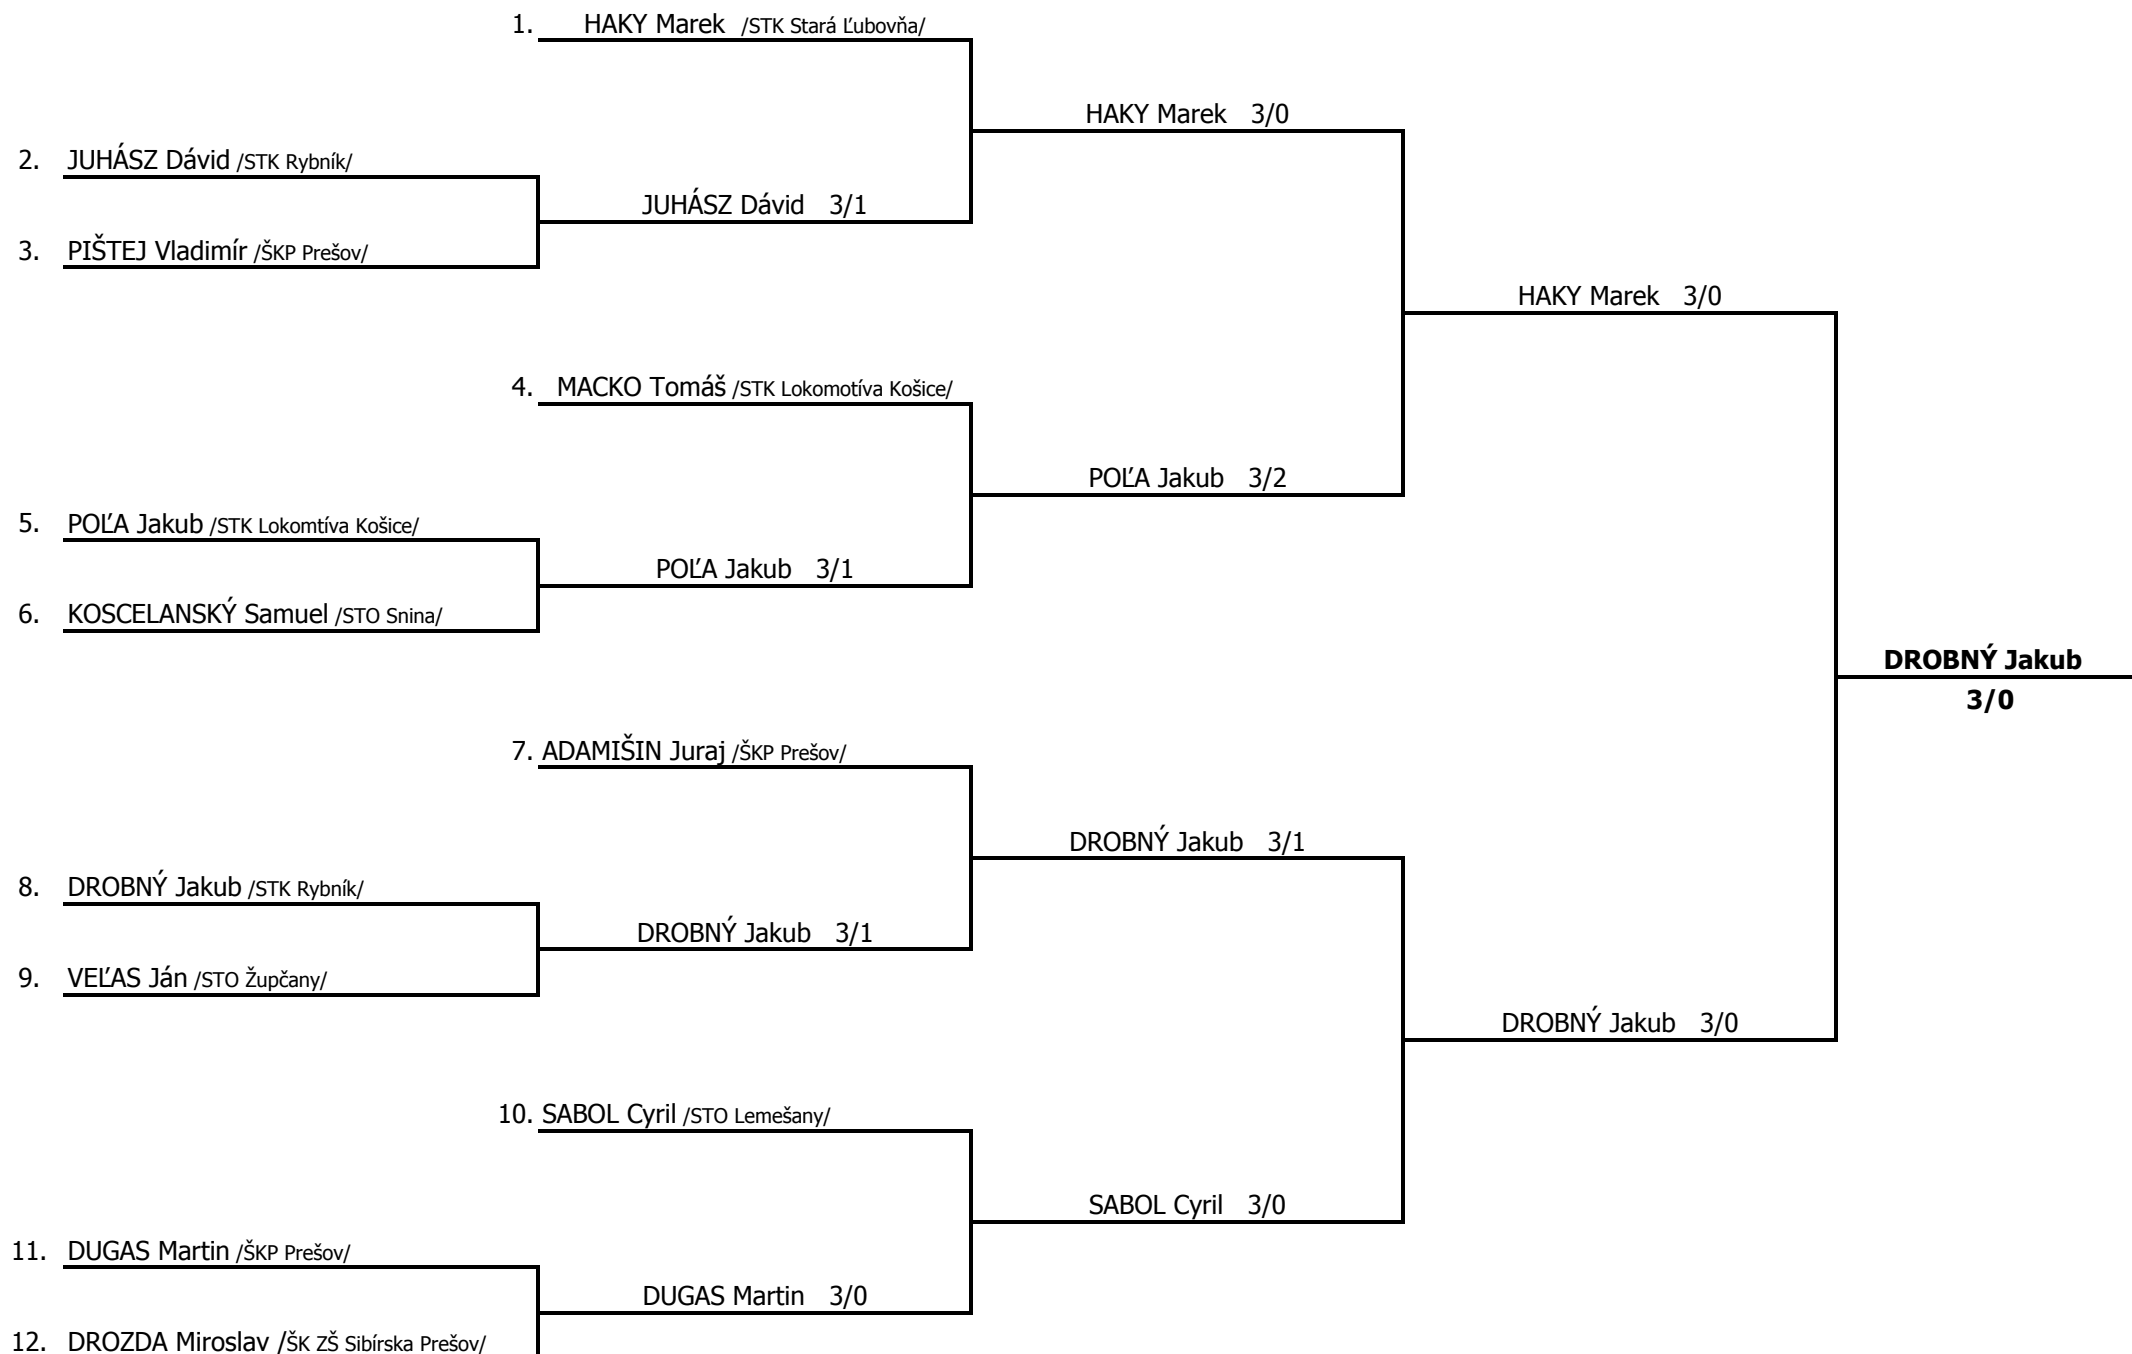 1. HAKY Marek /STK Stará Ľubovňa/
HAKY Marek 3/0
2. JUHÁSZ Dávid /STK Rybník/
JUHÁSZ Dávid 3/1
3. PIŠTEJ Vladimír /ŠKP Prešov/
HAKY Marek 3/0
4. MACKO Tomáš /STK Lokomotíva Košice/
POĽA Jakub 3/2
5. POĽA Jakub /STK Lokomtíva Košice/
POĽA Jakub 3/1
6. KOSCELANSKÝ Samuel /STO Snina/
DROBNÝ Jakub
3/0
7. ADAMIŠIN Juraj /ŠKP Prešov/
DROBNÝ Jakub 3/1
8. DROBNÝ Jakub /STK Rybník/
DROBNÝ Jakub 3/1
9. VEĽAS Ján /STO Župčany/
DROBNÝ Jakub 3/0
10. SABOL Cyril /STO Lemešany/
SABOL Cyril 3/0
11. DUGAS Martin /ŠKP Prešov/
DUGAS Martin 3/0
12. DROZDA Miroslav /ŠK ZŠ Sibírska Prešov/